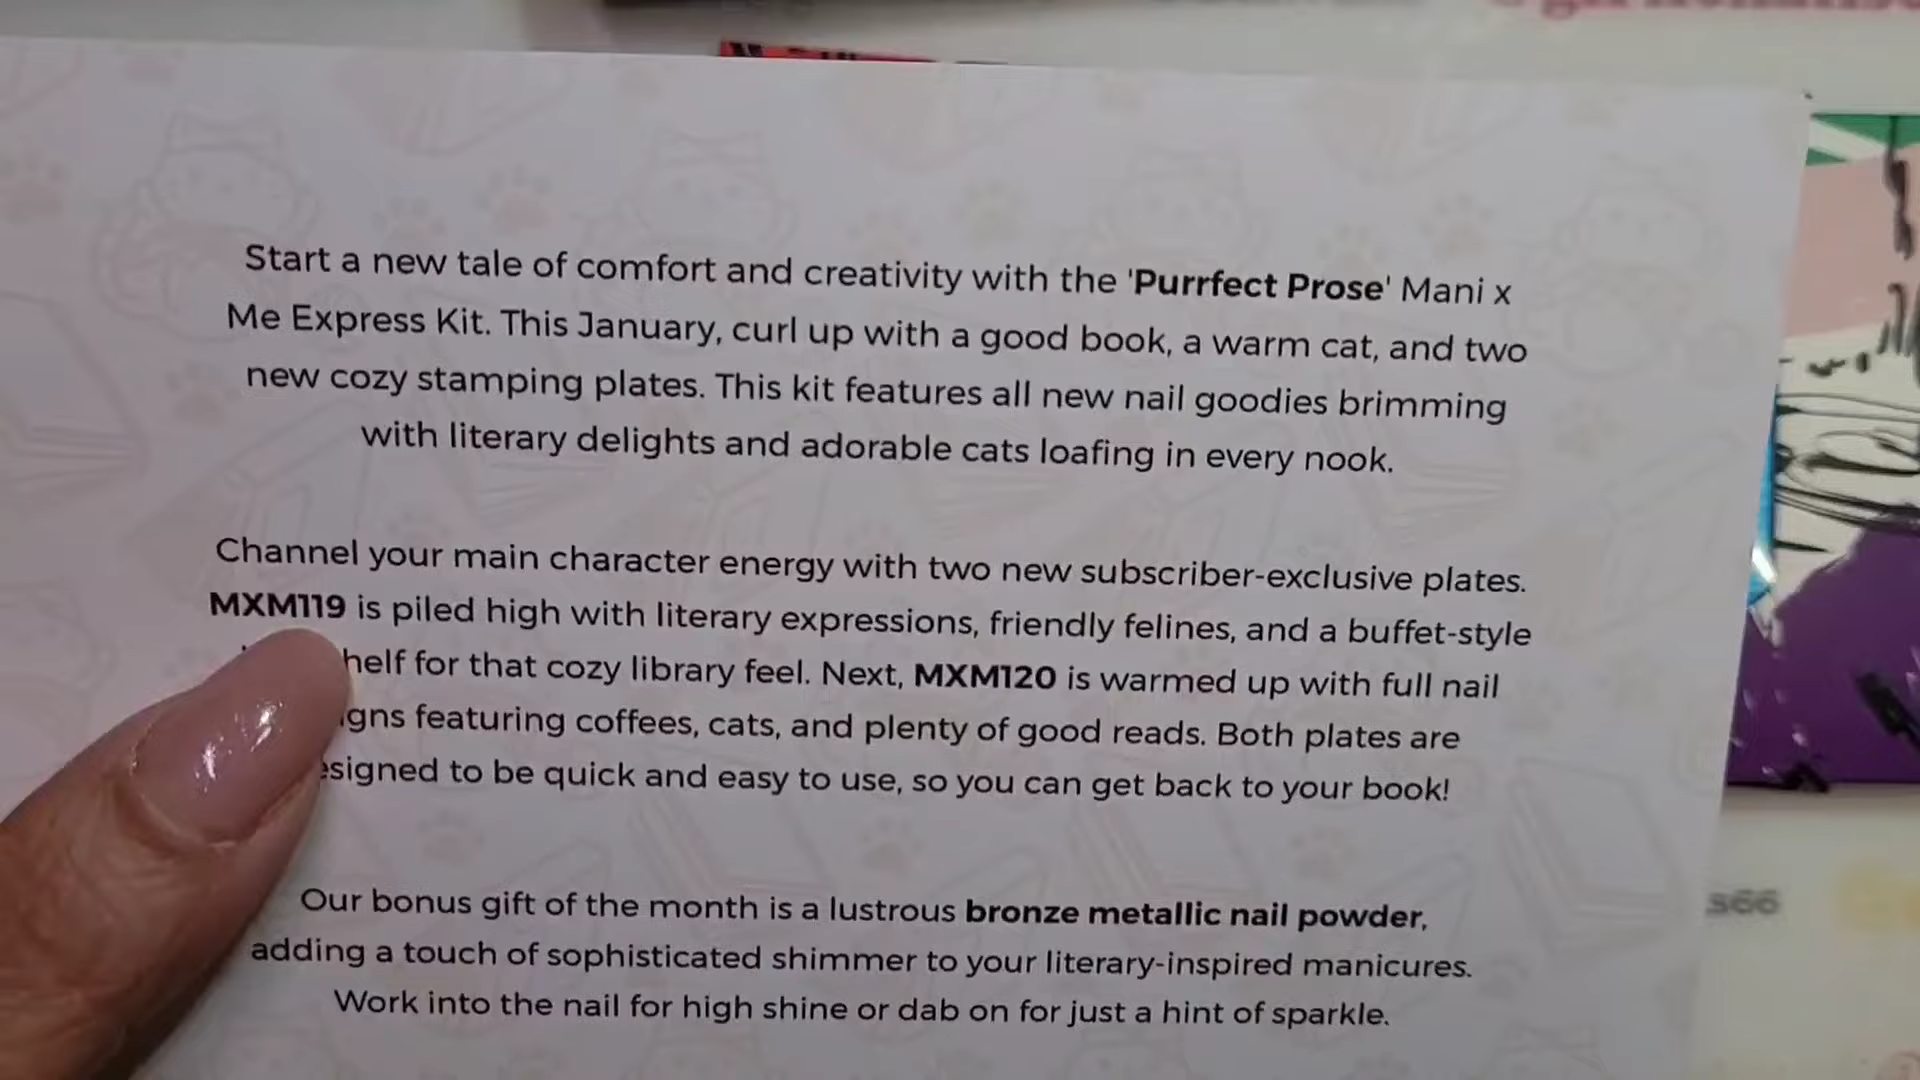 Start a new tale of comfort and creativity with the 'Purrfect Prose' Mani x
Me Express Kit. This January, curl up with a good book, a warm cat, and two
new cozy stamping plates. This kit features all new nail goodies brimming
with literary delights and adorable cats loafing in every nook.
Channel your main character energy with two new subscriber-exclusive plates.
MXM119 is piled high with literary expressions, friendly felines, and a buffet-style
helf for that cozy library feel. Next, MXM120 is warmed up with full nail
igns featuring coffees, cats, and plenty of good reads. Both plates are
esigned to be quick and easy to use, so you can get back to your book!
Our bonus gift of the month is a lustrous bronze metallic nail powder,
adding a touch of sophisticated shimmer to your literary-inspired manicures.
Work into the nail for high shine or dab on for just a hint of sparkle.
s66